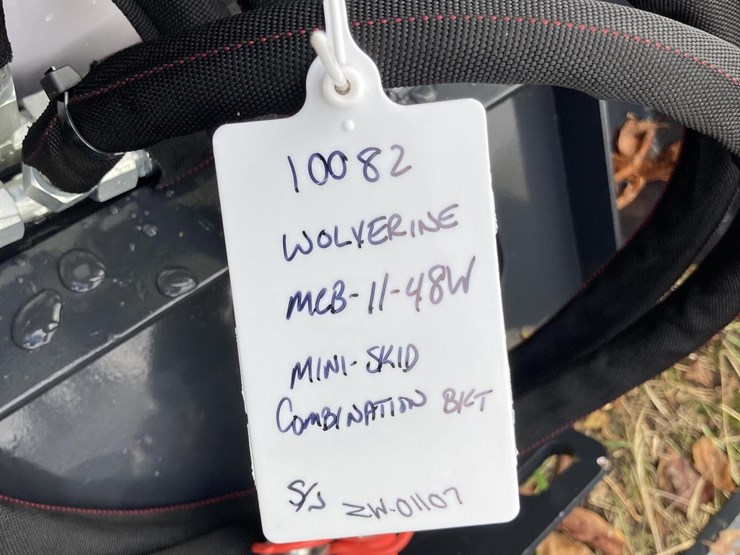 10082
WOLVERINE
MCB-11-48W
MINI-SKID
COMBINATION BKT
S/J ZW-01107